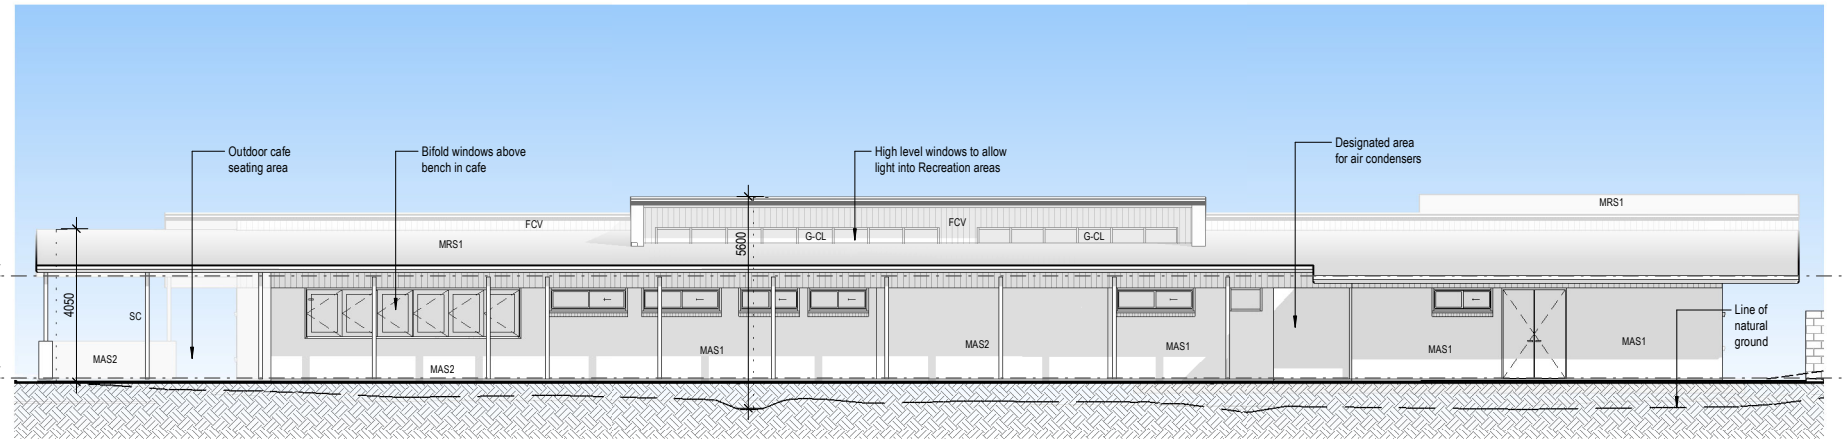 Outdoor cafe
seating area
Bifold windows above
bench in cafe
High level windows to allow
light into Recreation areas
Designated area
for air condensers
MRS1
FCV
FCV
MRS1
G-CL
G-CL
5600
4050
SC
MAS2
MAS2
MAS1
MAS2
MAS1
MAS1
MAS1
Line of
natural
ground